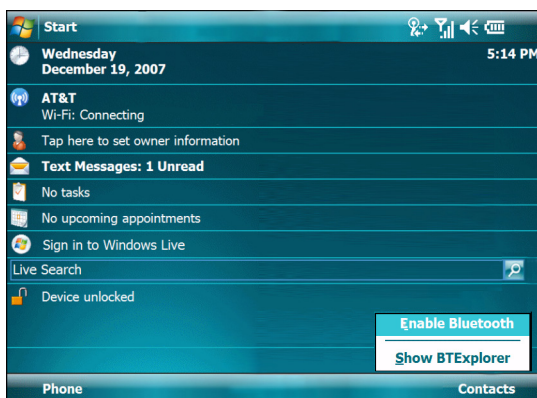 Start
Wednesday
5:14 PM
December 19, 2007
AT&T
Wi-Fi: Connecting
Tap here to set owner information
Text Messages: 1 Unread
No tasks
No upcoming appointments
Sign in to Windows Live
Live Search
Device unlocked
Enable Bluetooth
Show BTExplorer
Phone
Contacts